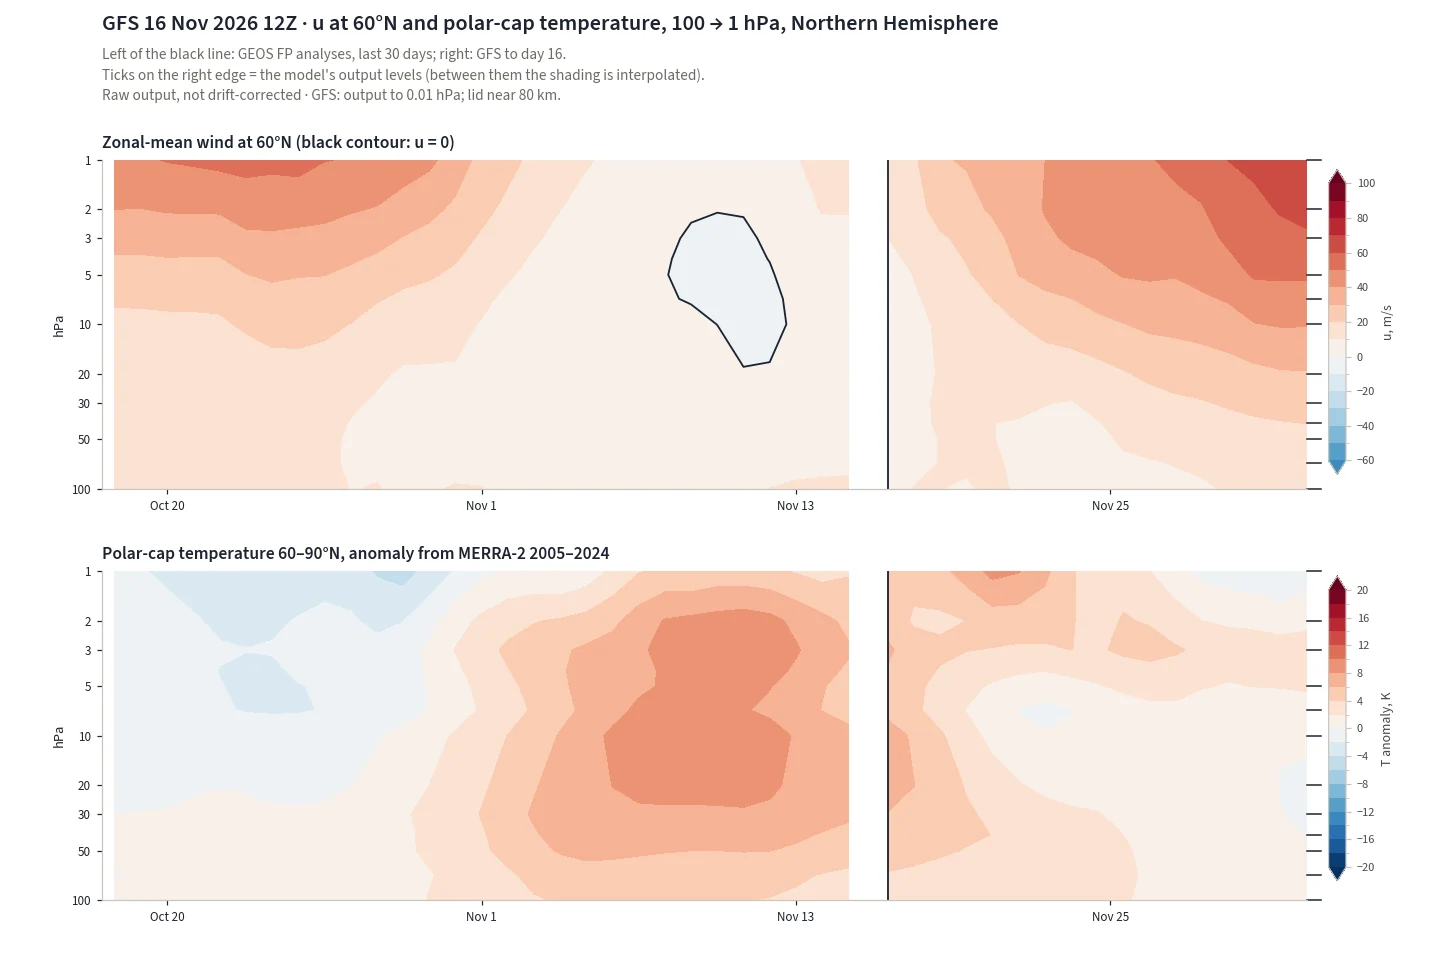 GFS 16 Nov 2026 12Z · u at 60°N and polar-cap temperature, 100 → 1 hPa, Northern Hemisphere
Left of the black line: GEOS FP analyses, last 30 days; right: GFS to day 16.
Ticks on the right edge = the model's output levels (between them the shading is interpolated).
Raw output, not drift-corrected · GFS: output to 0.01 hPa; lid near 80 km.
Zonal-mean wind at 60°N (black contour: u = 0)
hPa
1
2
3
5
10
20
30
50
100
Oct 20
Nov 1
Nov 13
Nov 25
100
80
60
40
20
0
−20
−40
−60
u, m/s
Polar-cap temperature 60–90°N, anomaly from MERRA-2 2005–2024
hPa
1
2
3
5
10
20
30
50
100
Oct 20
Nov 1
Nov 13
Nov 25
20
16
12
8
4
0
−4
−8
−12
−16
−20
T anomaly, K